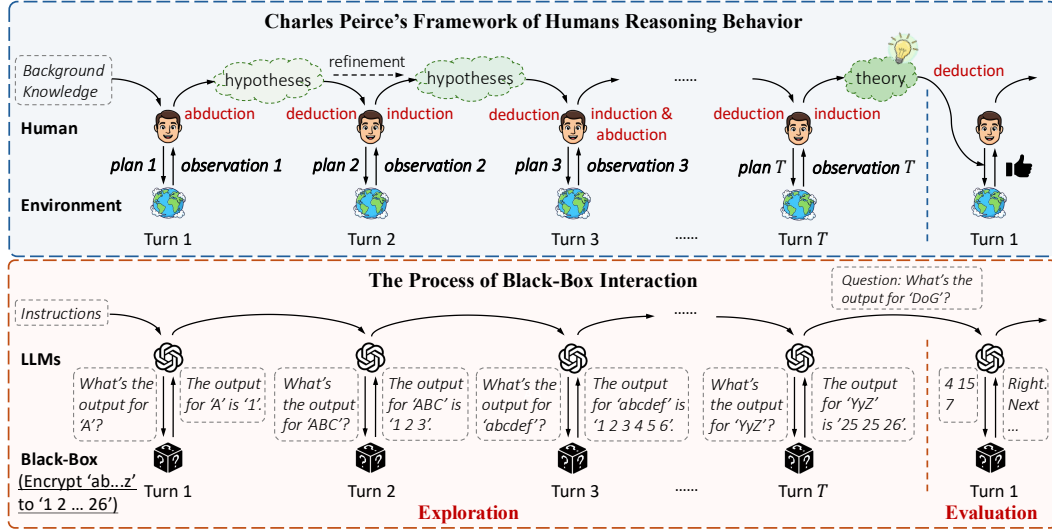 Charles Peirce's Framework of Humans Reasoning Behavior
Background
Knowledge
hypotheses
refinement
hypotheses
......
theory
deduction
abduction
deduction
induction
deduction
induction &
abduction
deduction
induction
Human
plan 1
observation 1
plan 2
observation 2
plan 3
observation 3
plan T
observation T
Environment
Turn 1
Turn 2
Turn 3
......
Turn T
Turn 1
The Process of Black-Box Interaction
Question: What's the
output for 'DoG'?
Instructions
......
LLMs
What's the
output for
'A'?
The output
for 'A' is '1'.
What's
the output
for 'ABC'?
The output
for 'ABC' is
'1 2 3'.
What's the
output for
'abcdef'?
The output
for 'abcdef' is
'1 2 3 4 5 6'.
What's
the output
for 'YyZ'?
The output
for 'YyZ'
is '25 25 26'.
4 15
7
Right.
Next
...
Black-Box
(Encrypt 'ab...z'
to '1 2 ... 26')
? ?
? ?
? ?
? ?
? ?
Turn 1
Turn 2
Turn 3
......
Turn T
Turn 1
Exploration
Evaluation